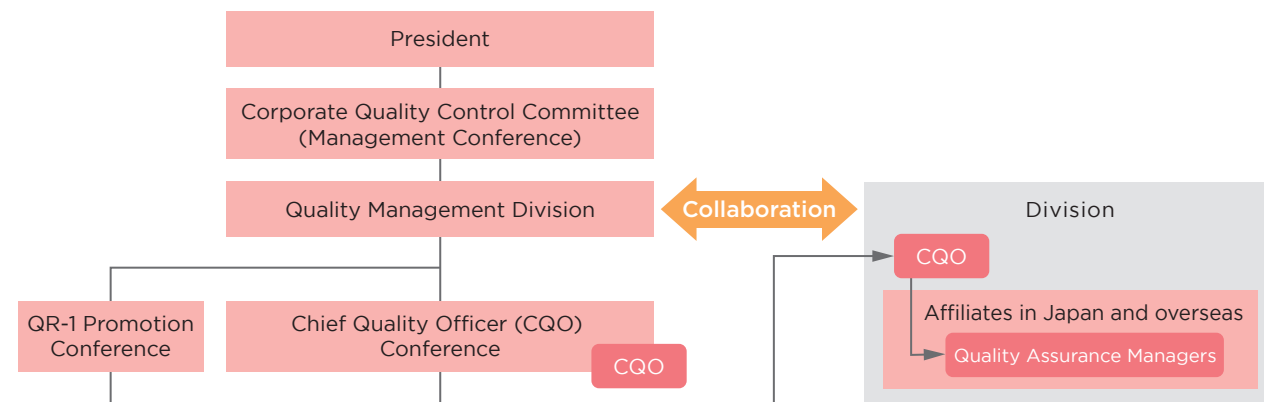 President
Corporate Quality Control Committee
(Management Conference)
Quality Management Division
Collaboration
Division
CQO
Affiliates in Japan and overseas
Quality Assurance Managers
QR-1 Promotion
Conference
Chief Quality Officer (CQO)
Conference
CQO